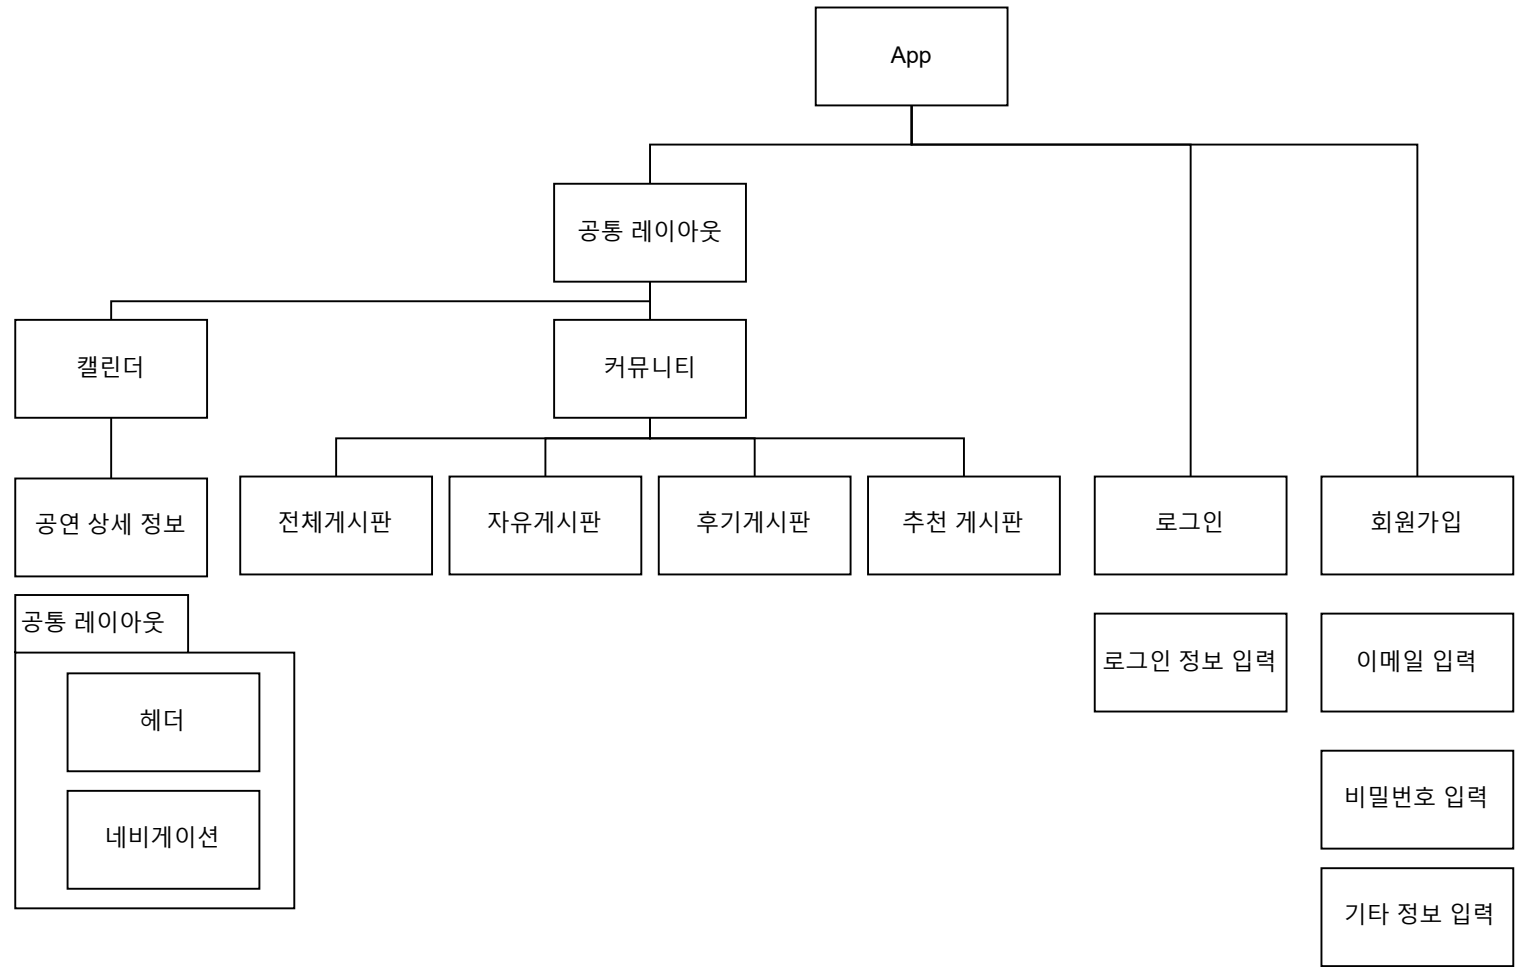 App
공통 레이아웃
캘린더
커뮤니티
공연 상세 정보
전체게시판
자유게시판
후기게시판
추천 게시판
로그인
회원가입
공통 레이아웃
로그인 정보 입력
이메일 입력
헤더
비밀번호 입력
네비게이션
기타 정보 입력